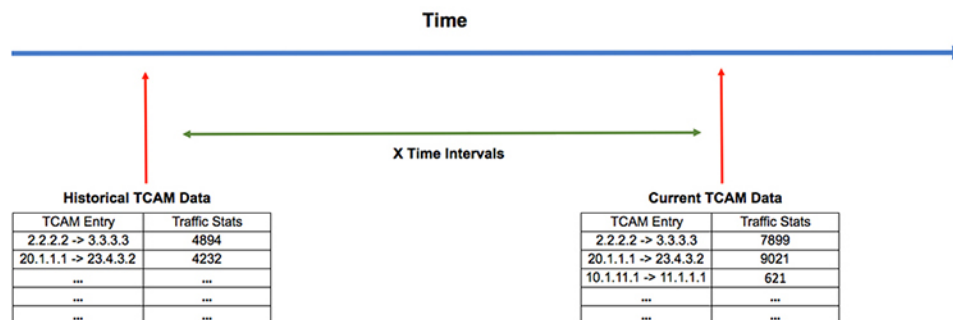 Time
X Time Intervals
Historical TCAM Data
TCAM Entry Traffic Stats
2.2.2.2 -> 3.3.3.3 4894
20.1.1.1 -> 23.4.3.2 4232
... ...
... ...
... ...
Current TCAM Data
TCAM Entry Traffic Stats
2.2.2.2 -> 3.3.3.3 7899
20.1.1.1 -> 23.4.3.2 9021
10.1.11.1 -> 11.1.1.1 621
... ...
... ...